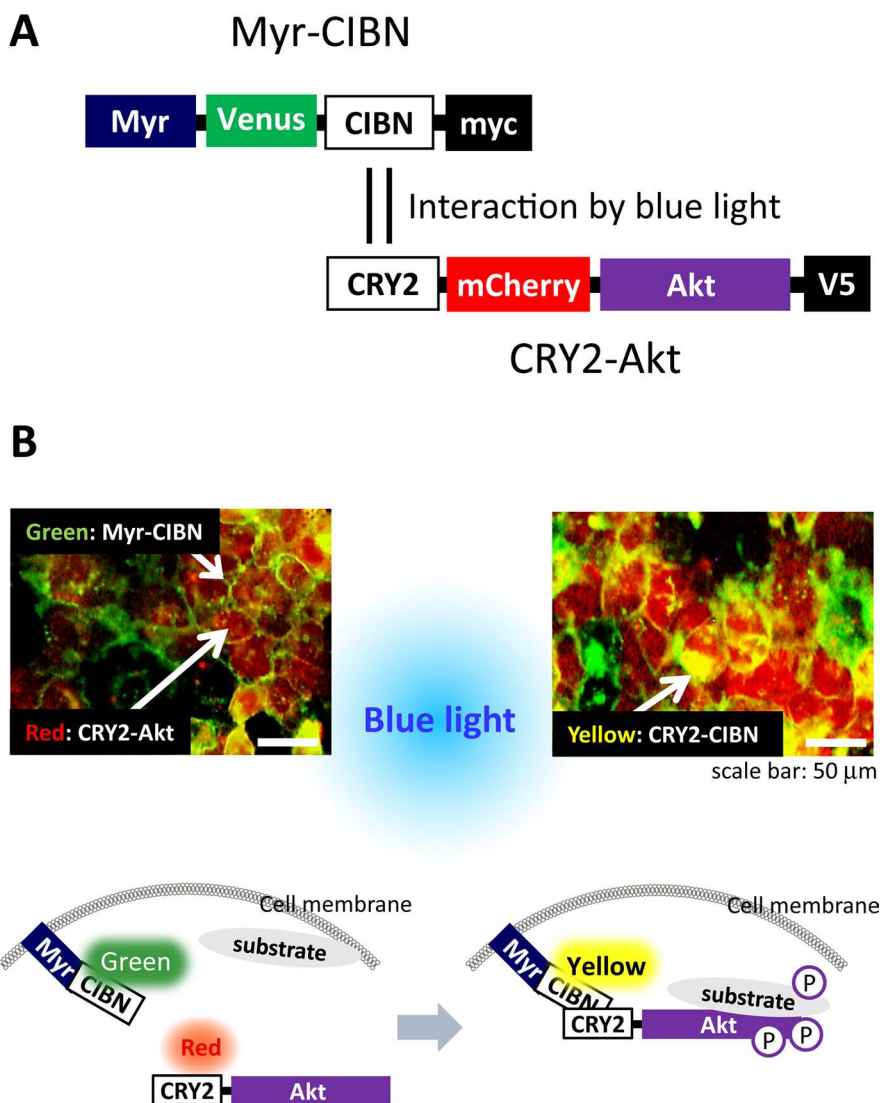 A
Myr-CIBN
Myr Venus CIBN myc
Interaction by blue light
CRY2 mCherry Akt V5
CRY2-Akt
B
Green: Myr-CIBN
Red: CRY2-Akt
Blue light
Yellow: CRY2-CIBN
scale bar: 50 μm
Cell membrane
substrate
Green
Myr
CIBN
Red
CRY2 Akt
Cell membrane
Yellow
Myr
CIBN
substrate
P
CRY2 Akt
P P